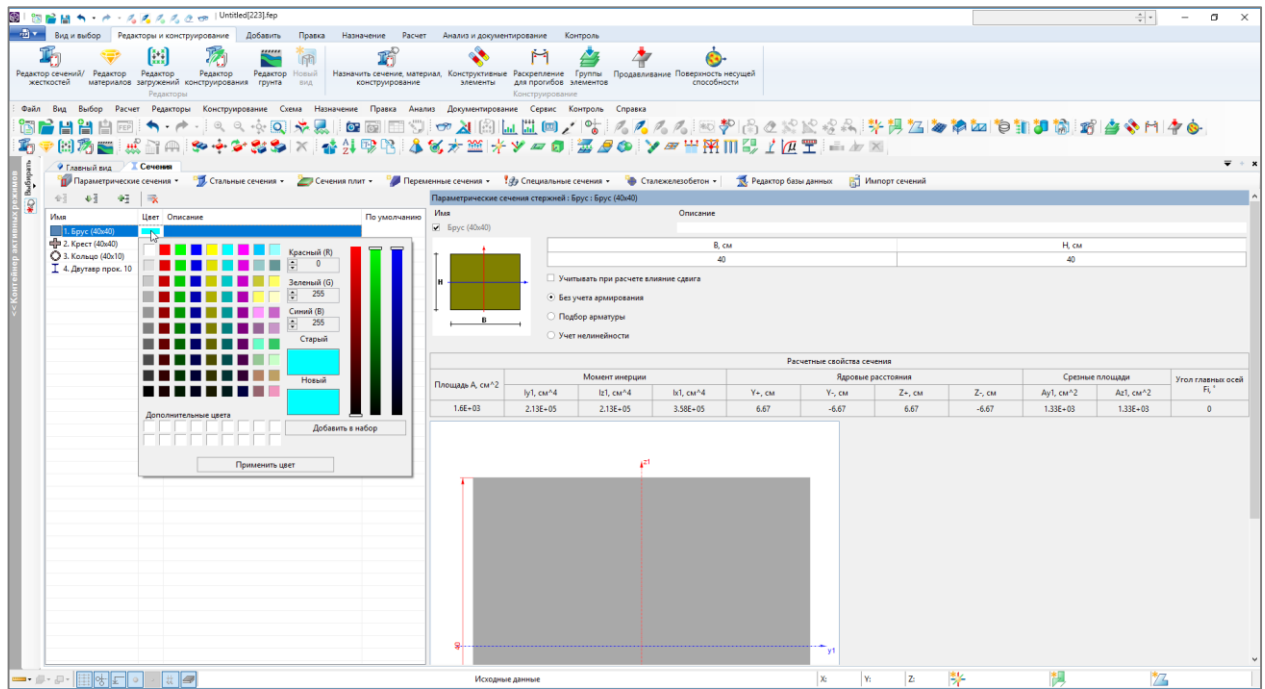 Untitled[223].fep
Вид и выбор Редакторы и конструирование Добавить Правка Назначение Расчет Анализ и документирование Контроль
Редактор сечений/ жесткостей
Редактор материалов
Редактор загружений
Редактор конструирования
Редактор грунта
Новый вид
Назначить сечение, материал, конструирование
Конструктивные элементы
Раскрепление для прогибов
Группы элементов
Продавливание
Поверхность несущей способности
Редакторы Конструирование
Файл Вид Выбор Расчет Редакторы Конструирование Схема Назначение Правка Анализ Документирование Сервис Контроль Справка
<< Контейнер активных режимов
Выбирать
Главный вид Сечения
Параметрические сечения Стальные сечения Сечения плит Переменные сечения Специальные сечения Сталежелезобетон Редактор базы данных Импорт сечений
Имя Цвет Описание По умолчанию
1. Брус (40x40)
2. Крест (40x40)
3. Кольцо (40x10)
4. Двутавр прок. 10
Красный (R)
0
Зеленый (G)
255
Синий (B)
255
Старый
Новый
Дополнительные цвета
Добавить в набор
Применить цвет
Параметрические сечения стержней : Брус : Брус (40x40)
Имя Описание
Брус (40x40)
H
B
B, см H, см
40 40
Учитывать при расчете влияние сдвига
Без учета армирования
Подбор арматуры
Учет нелинейности
Расчетные свойства сечения
Площадь A, см^2 Момент инерции Ядровые расстояния Срезные площади Угол главных осей Fi, °
Iy1, см^4 Iz1, см^4 Ix1, см^4 Y+, см Y-, см Z+, см Z-, см Ay1, см^2 Az1, см^2
1.6E+03 2.13E+05 2.13E+05 3.58E+05 6.67 -6.67 6.67 -6.67 1.33E+03 1.33E+03 0
z1
40
y1
Исходные данные X: Y: Z: